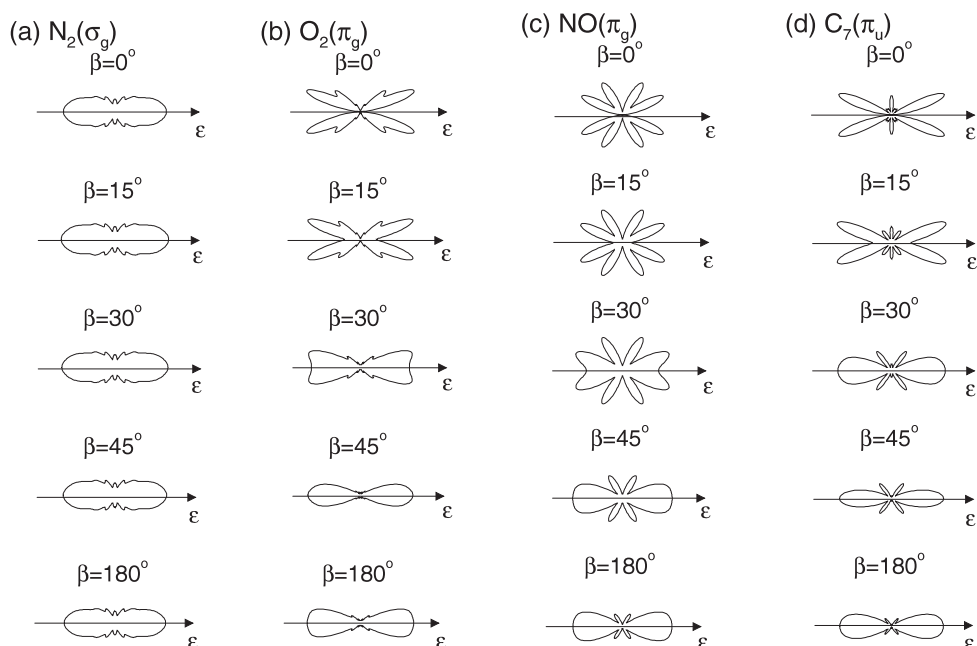 (a) N₂(σg) (b) O₂(πg) (c) NO(πg) (d) C₇(πu)
β=0° β=0° β=0° β=0°
ε ε ε ε
β=15° β=15° β=15° β=15°
ε ε ε ε
β=30° β=30° β=30° β=30°
ε ε ε ε
β=45° β=45° β=45° β=45°
ε ε ε ε
β=180° β=180° β=180° β=180°
ε ε ε ε